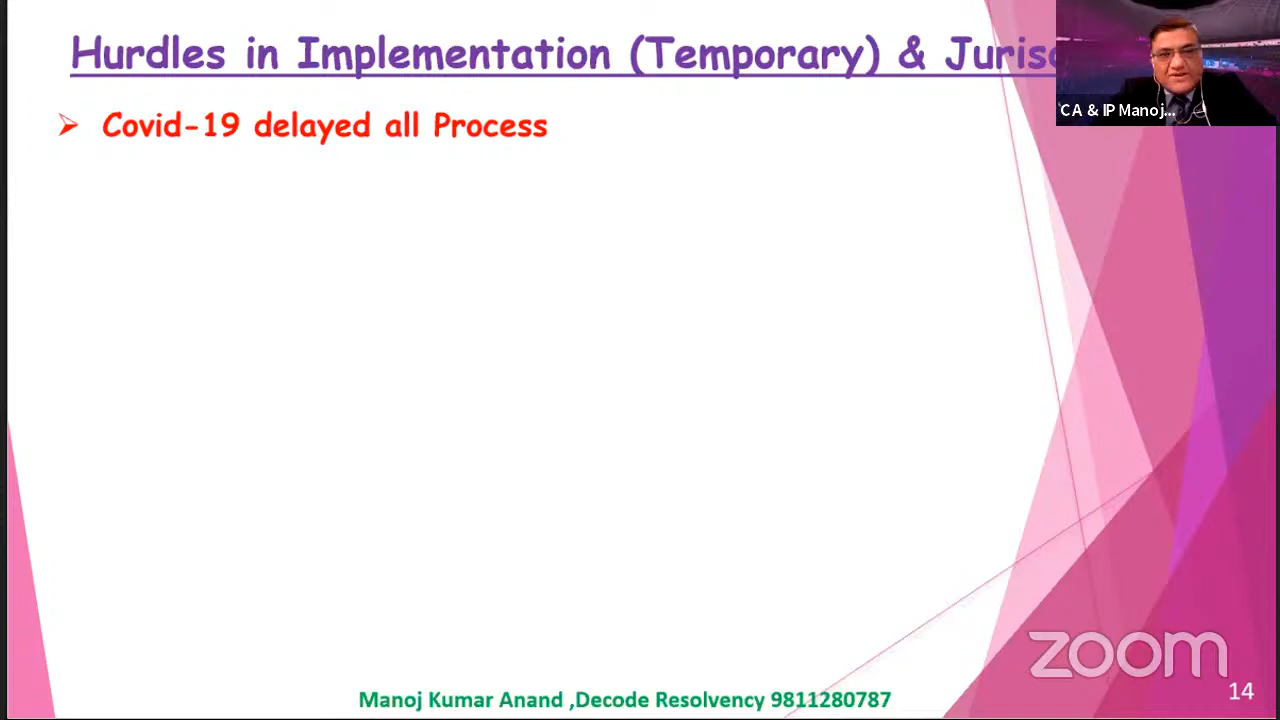 Hurdles in Implementation (Temporary) & Juris
CA & IP Manoj...
➢ Covid-19 delayed all Process
zoom
14
Manoj Kumar Anand ,Decode Resolvency 9811280787